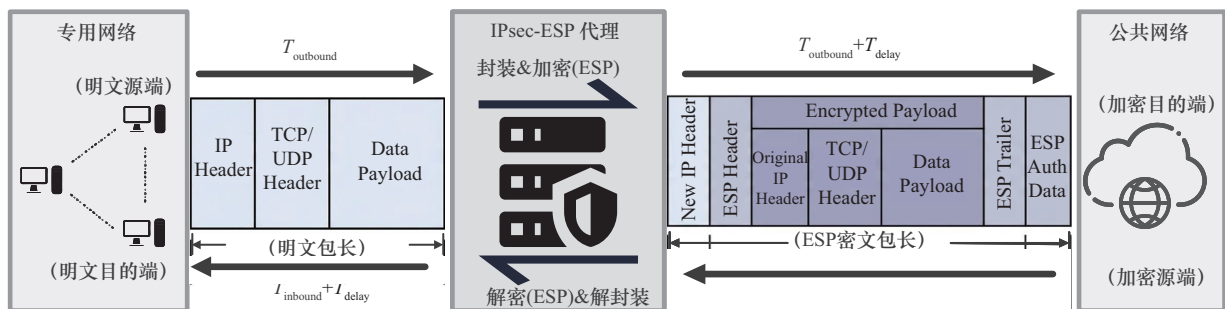 专用网络
(明文源端)
(明文目的端)
T_outbound
IP
Header
TCP/
UDP
Header
Data
Payload
(明文包长)
T_inbound+T_delay
IPsec-ESP 代理
封装&加密(ESP)
解密(ESP)&解封装
T_outbound+T_delay
New IP Header
ESP Header
Encrypted Payload
Original
IP
Header
TCP/
UDP
Header
Data
Payload
ESP Trailer
ESP
Auth
Data
(ESP密文包长)
公共网络
(加密目的端)
(加密源端)